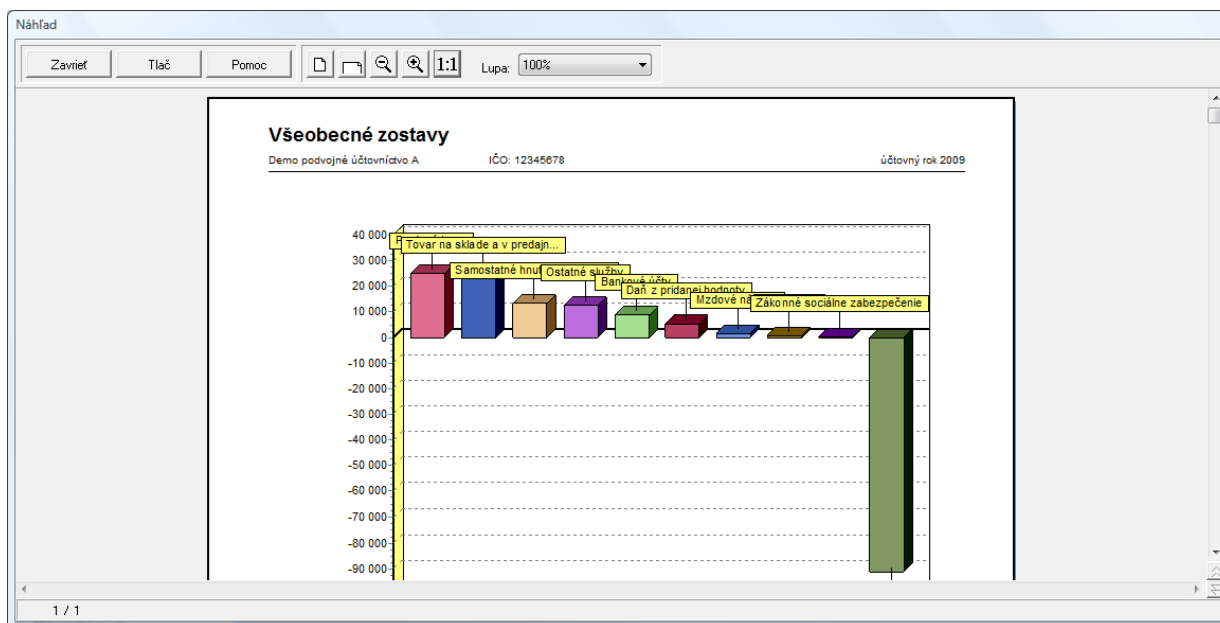 Náhľad
Zavrieť Tlač Pomoc 1:1 Lupa: 100%
Všeobecné zostavy
Demo podvojné účtovníctvo A IČO: 12345678 účtovný rok 2009
40 000
Tovar na sklade a v predajn...
30 000
Samostatné hnut
Ostatné služby
Bankové účty
20 000
Daň z pridanej hodnoty
Mzdové
Zákonné sociálne zabezpečenie
10 000
0
-10 000
-20 000
-30 000
-40 000
-50 000
-60 000
-70 000
-80 000
-90 000
1 / 1